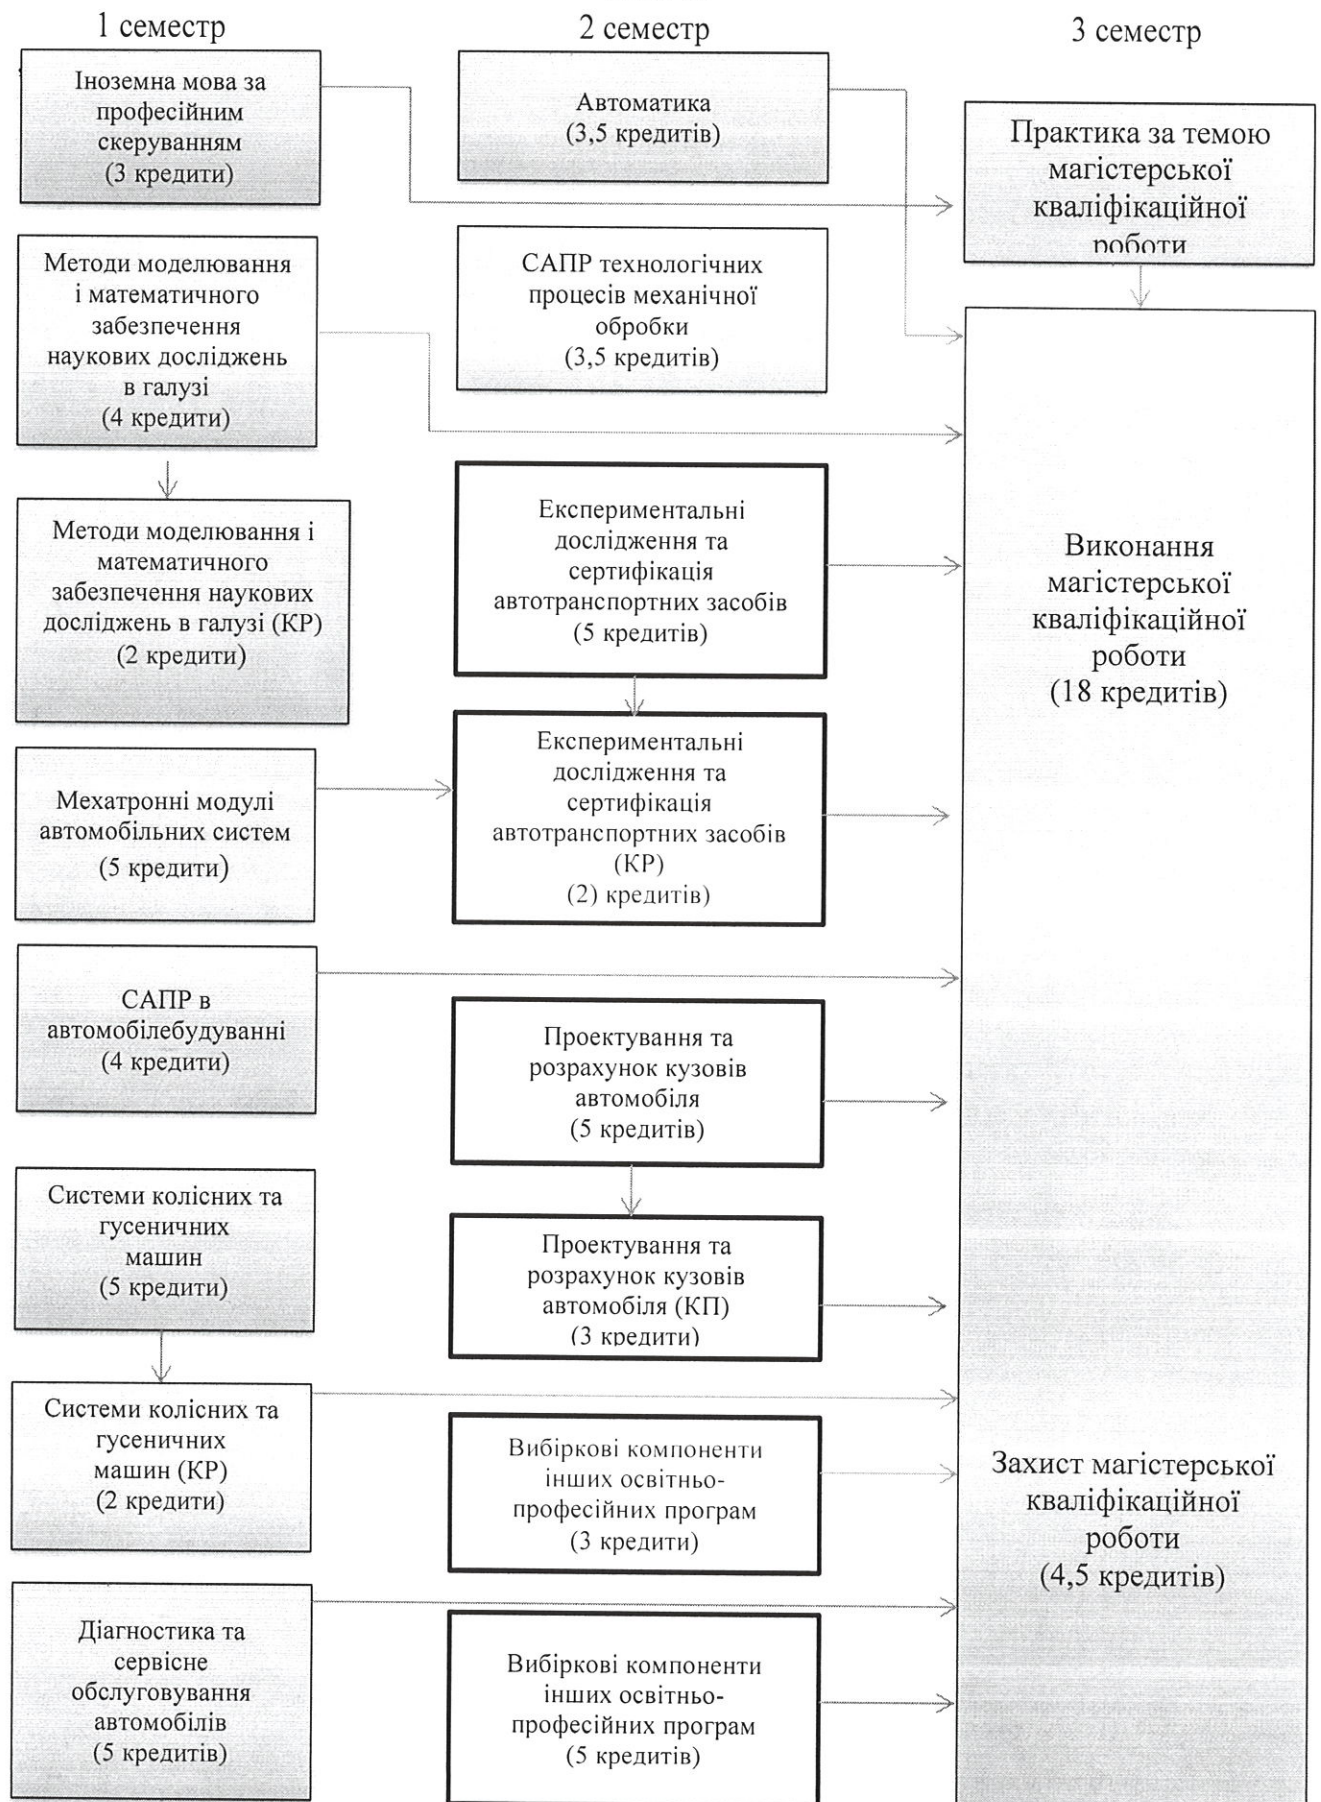 1 семестр
Іноземна мова за
професійним
скеруванням
(3 кредити)
Методи моделювання
і математичного
забезпечення
наукових досліджень
в галузі
(4 кредити)
Методи моделювання і
математичного
забезпечення наукових
досліджень в галузі (КР)
(2 кредити)
Мехатронні модулі
автомобільних систем
(5 кредити)
САПР в
автомобілебудуванні
(4 кредити)
Системи колісних та
гусеничних
машин
(5 кредити)
Системи колісних та
гусеничних
машин (КР)
(2 кредити)
Діагностика та
сервісне
обслуговування
автомобілів
(5 кредитів)
2 семестр
Автоматика
(3,5 кредитів)
САПР технологічних
процесів механічної
обробки
(3,5 кредитів)
Експериментальні
дослідження та
сертифікація
автотранспортних засобів
(5 кредитів)
Експериментальні
дослідження та
сертифікація
автотранспортних засобів
(КР)
(2) кредитів)
Проектування та
розрахунок кузовів
автомобіля
(5 кредитів)
Проектування та
розрахунок кузовів
автомобіля (КП)
(3 кредити)
Вибіркові компоненти
інших освітньо-
професійних програм
(3 кредити)
Вибіркові компоненти
інших освітньо-
професійних програм
(5 кредитів)
3 семестр
Практика за темою
магістерської
кваліфікаційної
роботи
Виконання
магістерської
кваліфікаційної
роботи
(18 кредитів)
Захист магістерської
кваліфікаційної
роботи
(4,5 кредитів)